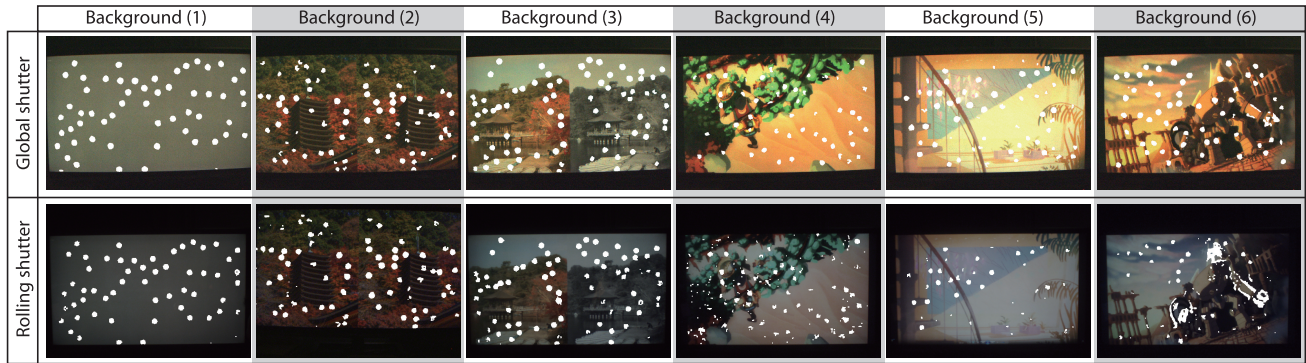 Background (1) Background (2) Background (3) Background (4) Background (5) Background (6)
Global shutter
Rolling shutter